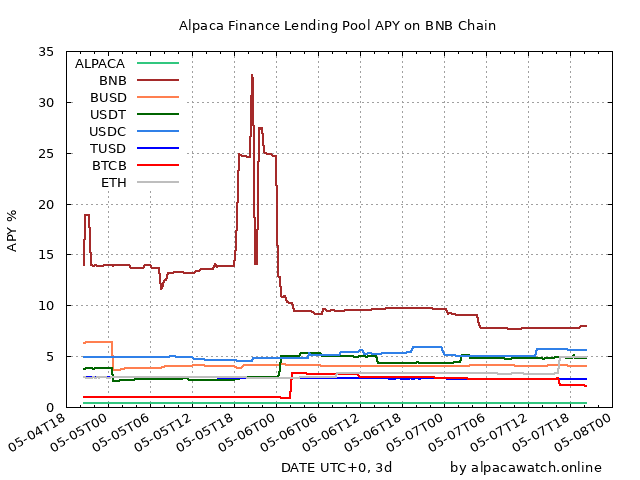 Alpaca Finance Lending Pool APY on BNB Chain
APY %
35
30
25
20
15
10
5
0
ALPACA
BNB
BUSD
USDT
USDC
TUSD
BTCB
ETH
05-04T18
05-05T00
05-05T06
05-05T12
05-05T18
05-06T00
05-06T06
05-06T12
05-06T18
05-07T00
05-07T06
05-07T12
05-07T18
05-08T00
DATE UTC+0, 3d
by alpacawatch.online